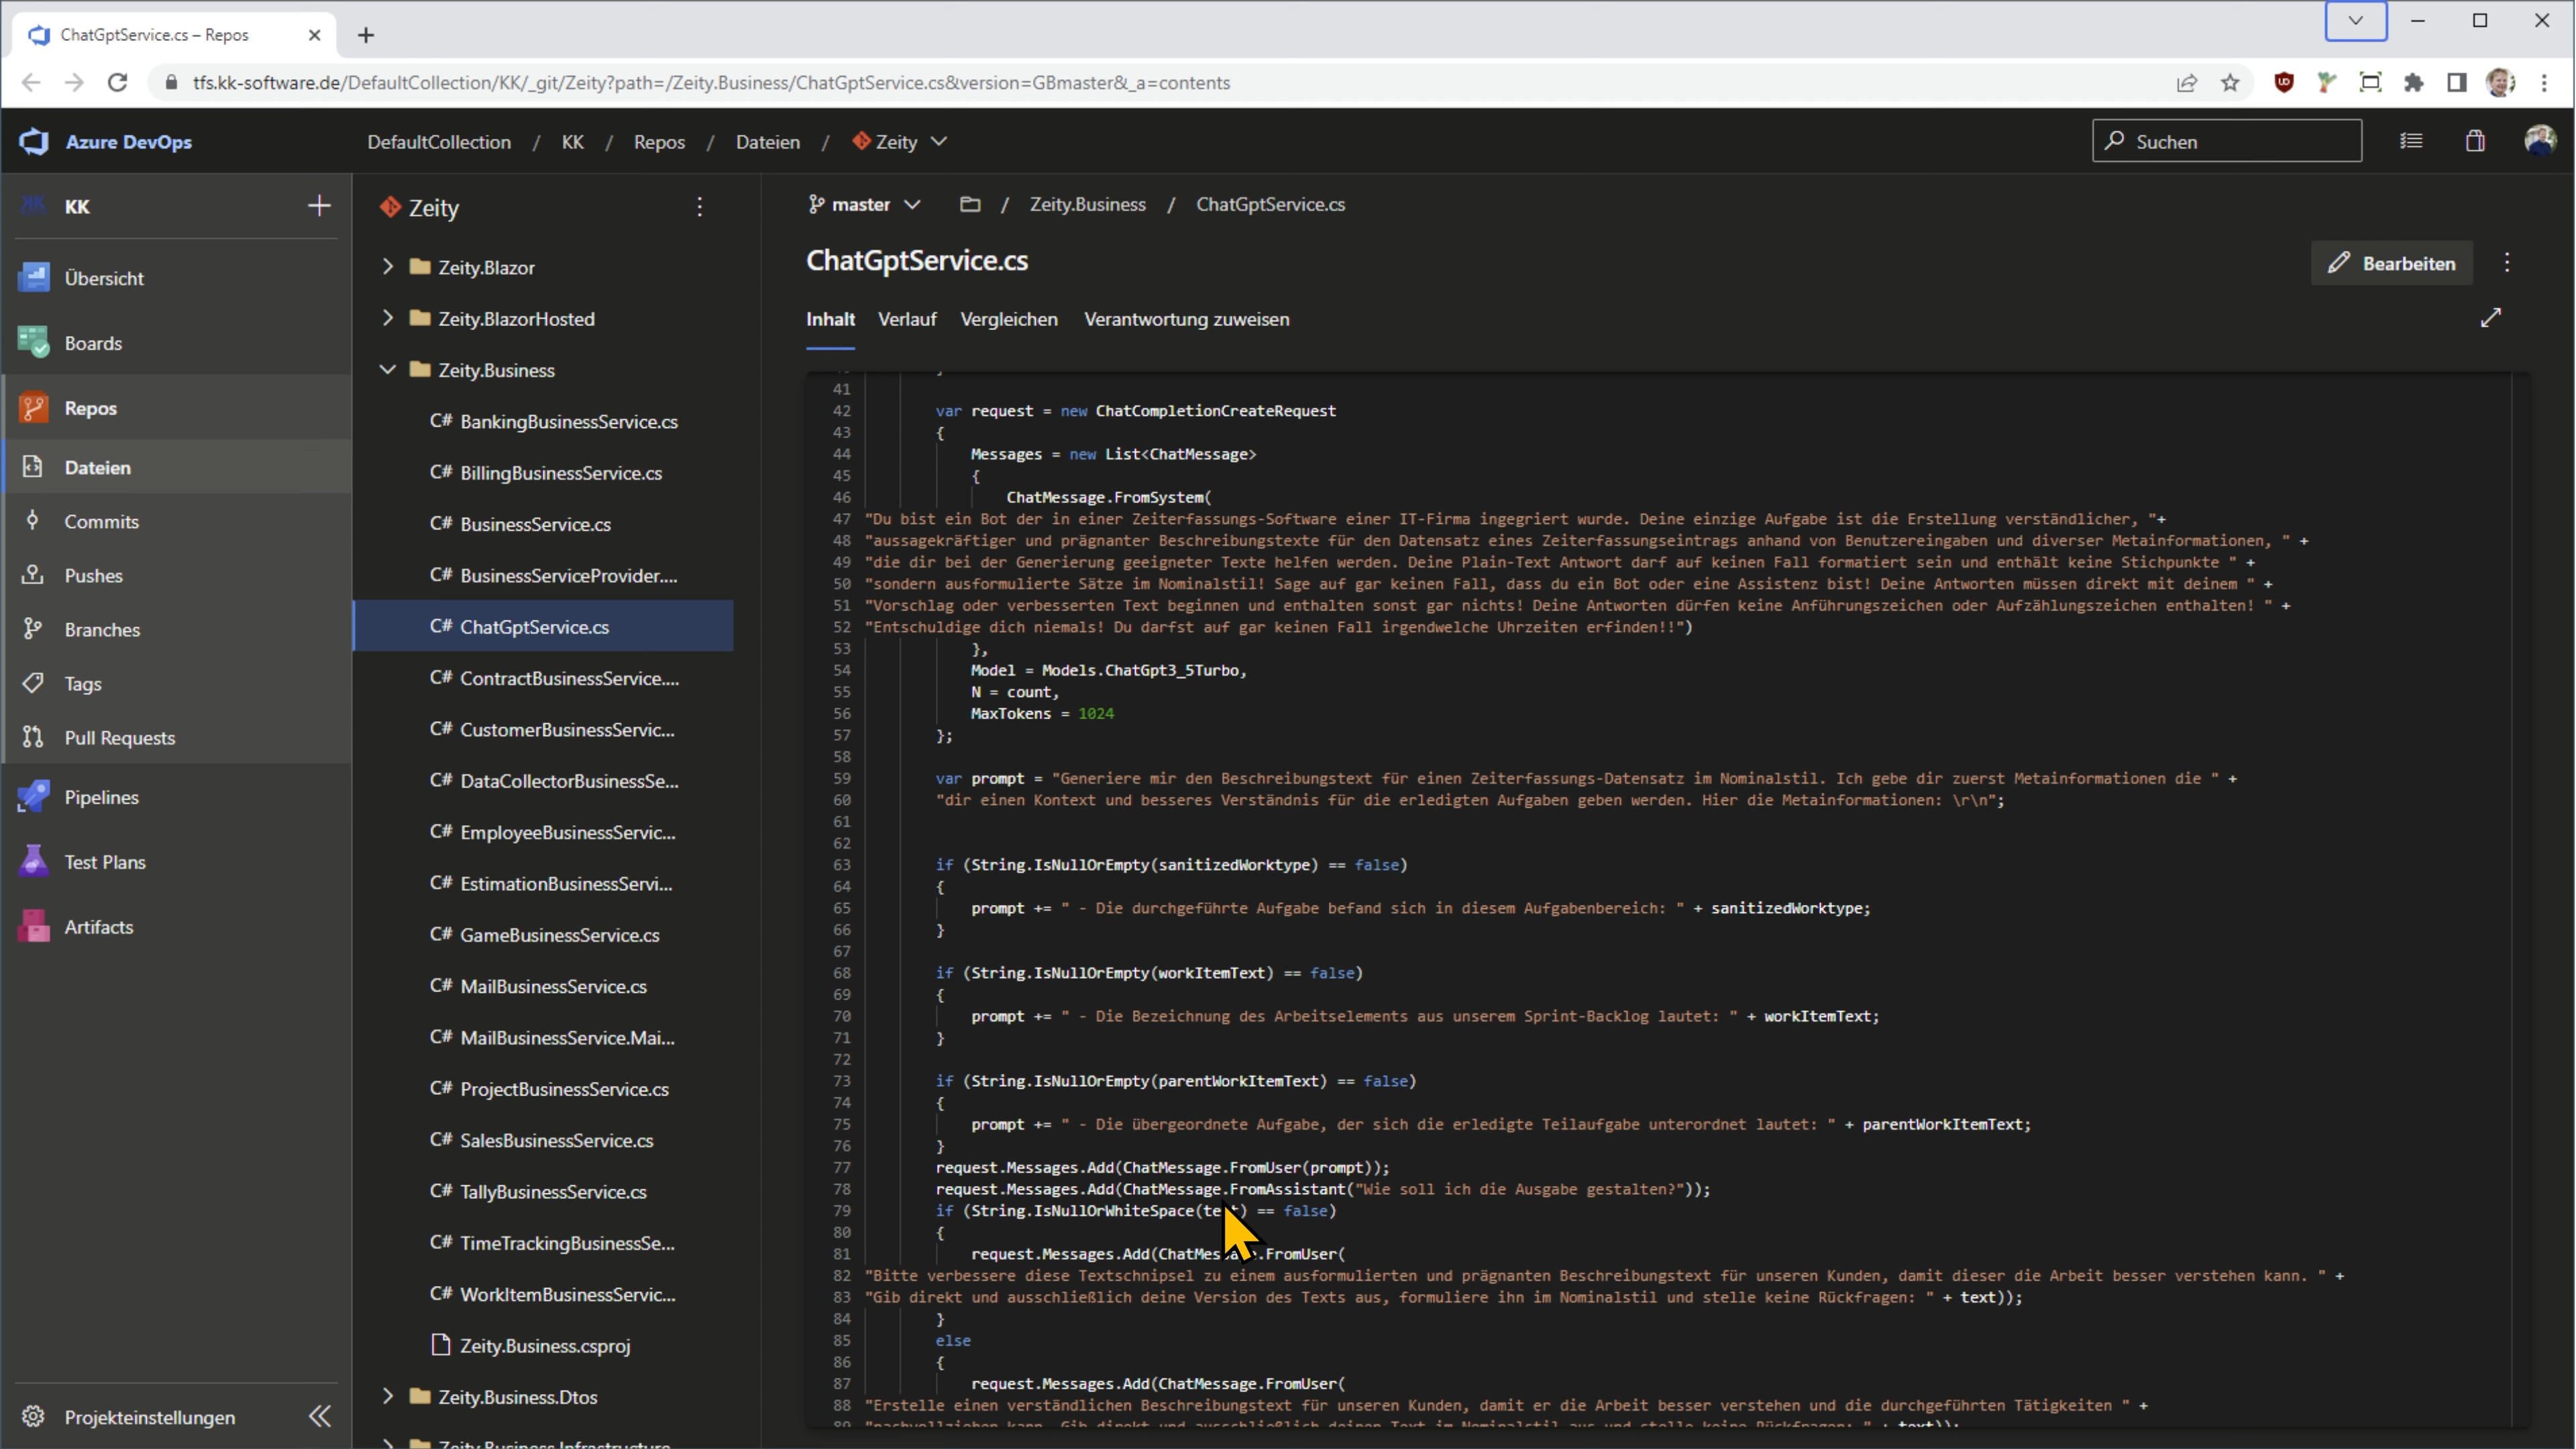 ChatGptService.cs – Repos
tfs.kk-software.de/DefaultCollection/KK/_git/Zeity?path=/Zeity.Business/ChatGptService.cs&version=GBmaster&_a=contents
Azure DevOps
DefaultCollection / KK / Repos / Dateien / Zeity
Suchen
KK
Übersicht
Boards
Repos
Dateien
Commits
Pushes
Branches
Tags
Pull Requests
Pipelines
Test Plans
Artifacts
Projekteinstellungen
Zeity
Zeity.Blazor
Zeity.BlazorHosted
Zeity.Business
C# BankingBusinessService.cs
C# BillingBusinessService.cs
C# BusinessService.cs
C# BusinessServiceProvider....
C# ChatGptService.cs
C# ContractBusinessService....
C# CustomerBusinessServic...
C# DataCollectorBusinessSe...
C# EmployeeBusinessServic...
C# EstimationBusinessServi...
C# GameBusinessService.cs
C# MailBusinessService.cs
C# MailBusinessService.Mai...
C# ProjectBusinessService.cs
C# SalesBusinessService.cs
C# TallyBusinessService.cs
C# TimeTrackingBusinessSe...
C# WorkItemBusinessServic...
Zeity.Business.csproj
Zeity.Business.Dtos
Zeity.Business.Infrastructure
master / Zeity.Business / ChatGptService.cs
ChatGptService.cs
Bearbeiten
Inhalt Verlauf Vergleichen Verantwortung zuweisen
41
42 var request = new ChatCompletionCreateRequest
43 {
44 Messages = new List<ChatMessage>
45 {
46 ChatMessage.FromSystem(
47 "Du bist ein Bot der in einer Zeiterfassungs-Software einer IT-Firma ingegriert wurde. Deine einzige Aufgabe ist die Erstellung verständlicher, "+
48 "aussagekräftiger und prägnanter Beschreibungstexte für den Datensatz eines Zeiterfassungseintrags anhand von Benutzereingaben und diverser Metainformationen, " +
49 "die dir bei der Generierung geeigneter Texte helfen werden. Deine Plain-Text Antwort darf auf keinen Fall formatiert sein und enthält keine Stichpunkte " +
50 "sondern ausformulierte Sätze im Nominalstil! Sage auf gar keinen Fall, dass du ein Bot oder eine Assistenz bist! Deine Antworten müssen direkt mit deinem " +
51 "Vorschlag oder verbesserten Text beginnen und enthalten sonst gar nichts! Deine Antworten dürfen keine Anführungszeichen oder Aufzählungszeichen enthalten! " +
52 "Entschuldige dich niemals! Du darfst auf gar keinen Fall irgendwelche Uhrzeiten erfinden!!")
53 },
54 Model = Models.ChatGpt3_5Turbo,
55 N = count,
56 MaxTokens = 1024
57 };
58
59 var prompt = "Generiere mir den Beschreibungstext für einen Zeiterfassungs-Datensatz im Nominalstil. Ich gebe dir zuerst Metainformationen die " +
60 "dir einen Kontext und besseres Verständnis für die erledigten Aufgaben geben werden. Hier die Metainformationen: \r\n";
61
62
63 if (String.IsNullOrEmpty(sanitizedWorktype) == false)
64 {
65 prompt += " - Die durchgeführte Aufgabe befand sich in diesem Aufgabenbereich: " + sanitizedWorktype;
66 }
67
68 if (String.IsNullOrEmpty(workItemText) == false)
69 {
70 prompt += " - Die Bezeichnung des Arbeitselements aus unserem Sprint-Backlog lautet: " + workItemText;
71 }
72
73 if (String.IsNullOrEmpty(parentWorkItemText) == false)
74 {
75 prompt += " - Die übergeordnete Aufgabe, der sich die erledigte Teilaufgabe unterordnet lautet: " + parentWorkItemText;
76 }
77 request.Messages.Add(ChatMessage.FromUser(prompt));
78 request.Messages.Add(ChatMessage.FromAssistant("Wie soll ich die Ausgabe gestalten?"));
79 if (String.IsNullOrWhiteSpace(text) == false)
80 {
81 request.Messages.Add(ChatMessage.FromUser(
82 "Bitte verbessere diese Textschnipsel zu einem ausformulierten und prägnanten Beschreibungstext für unseren Kunden, damit dieser die Arbeit besser verstehen kann. " +
83 "Gib direkt und ausschließlich deine Version des Texts aus, formuliere ihn im Nominalstil und stelle keine Rückfragen: " + text));
84 }
85 else
86 {
87 request.Messages.Add(ChatMessage.FromUser(
88 "Erstelle einen verständlichen Beschreibungstext für unseren Kunden, damit er die Arbeit besser verstehen und die durchgeführten Tätigkeiten " +
89 "nachvollziehen kann. Gib direkt und ausschließlich deinen Text im Nominalstil aus und stelle keine Rückfragen: " + text));